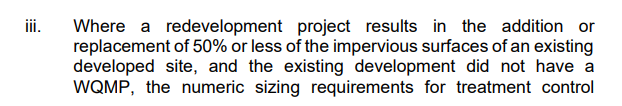 iii. Where a redevelopment project results in the addition or
replacement of 50% or less of the impervious surfaces of an existing
developed site, and the existing development did not have a
WQMP, the numeric sizing requirements for treatment control